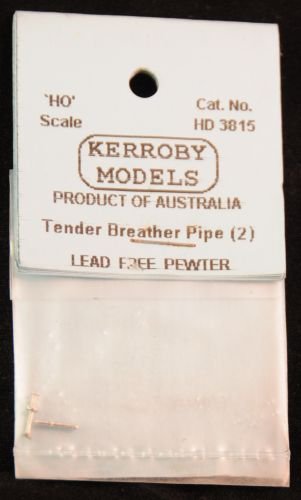 'HO' Cat. No.
Scale HD 3815
KERROBY
MODELS
PRODUCT OF AUSTRALIA
Tender Breather Pipe (2)
LEAD FREE PEWTER